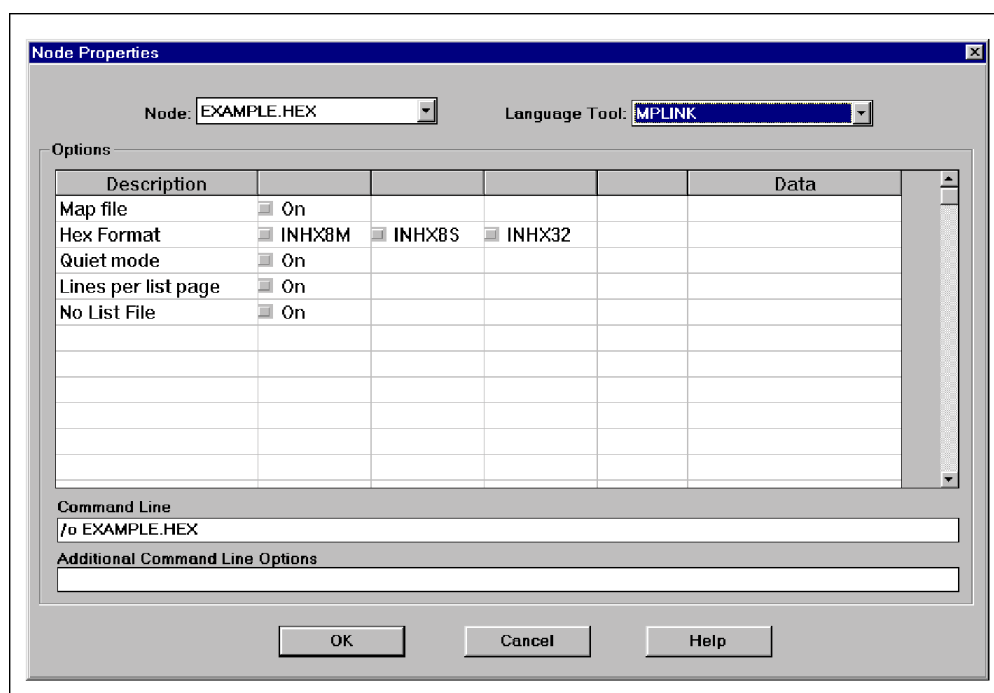 Node Properties
Node: EXAMPLE.HEX Language Tool: MPLINK
Options
Description Data
Map file On
Hex Format INHX8M INHX8S INHX32
Quiet mode On
Lines per list page On
No List File On
Command Line
/o EXAMPLE.HEX
Additional Command Line Options
OK Cancel Help